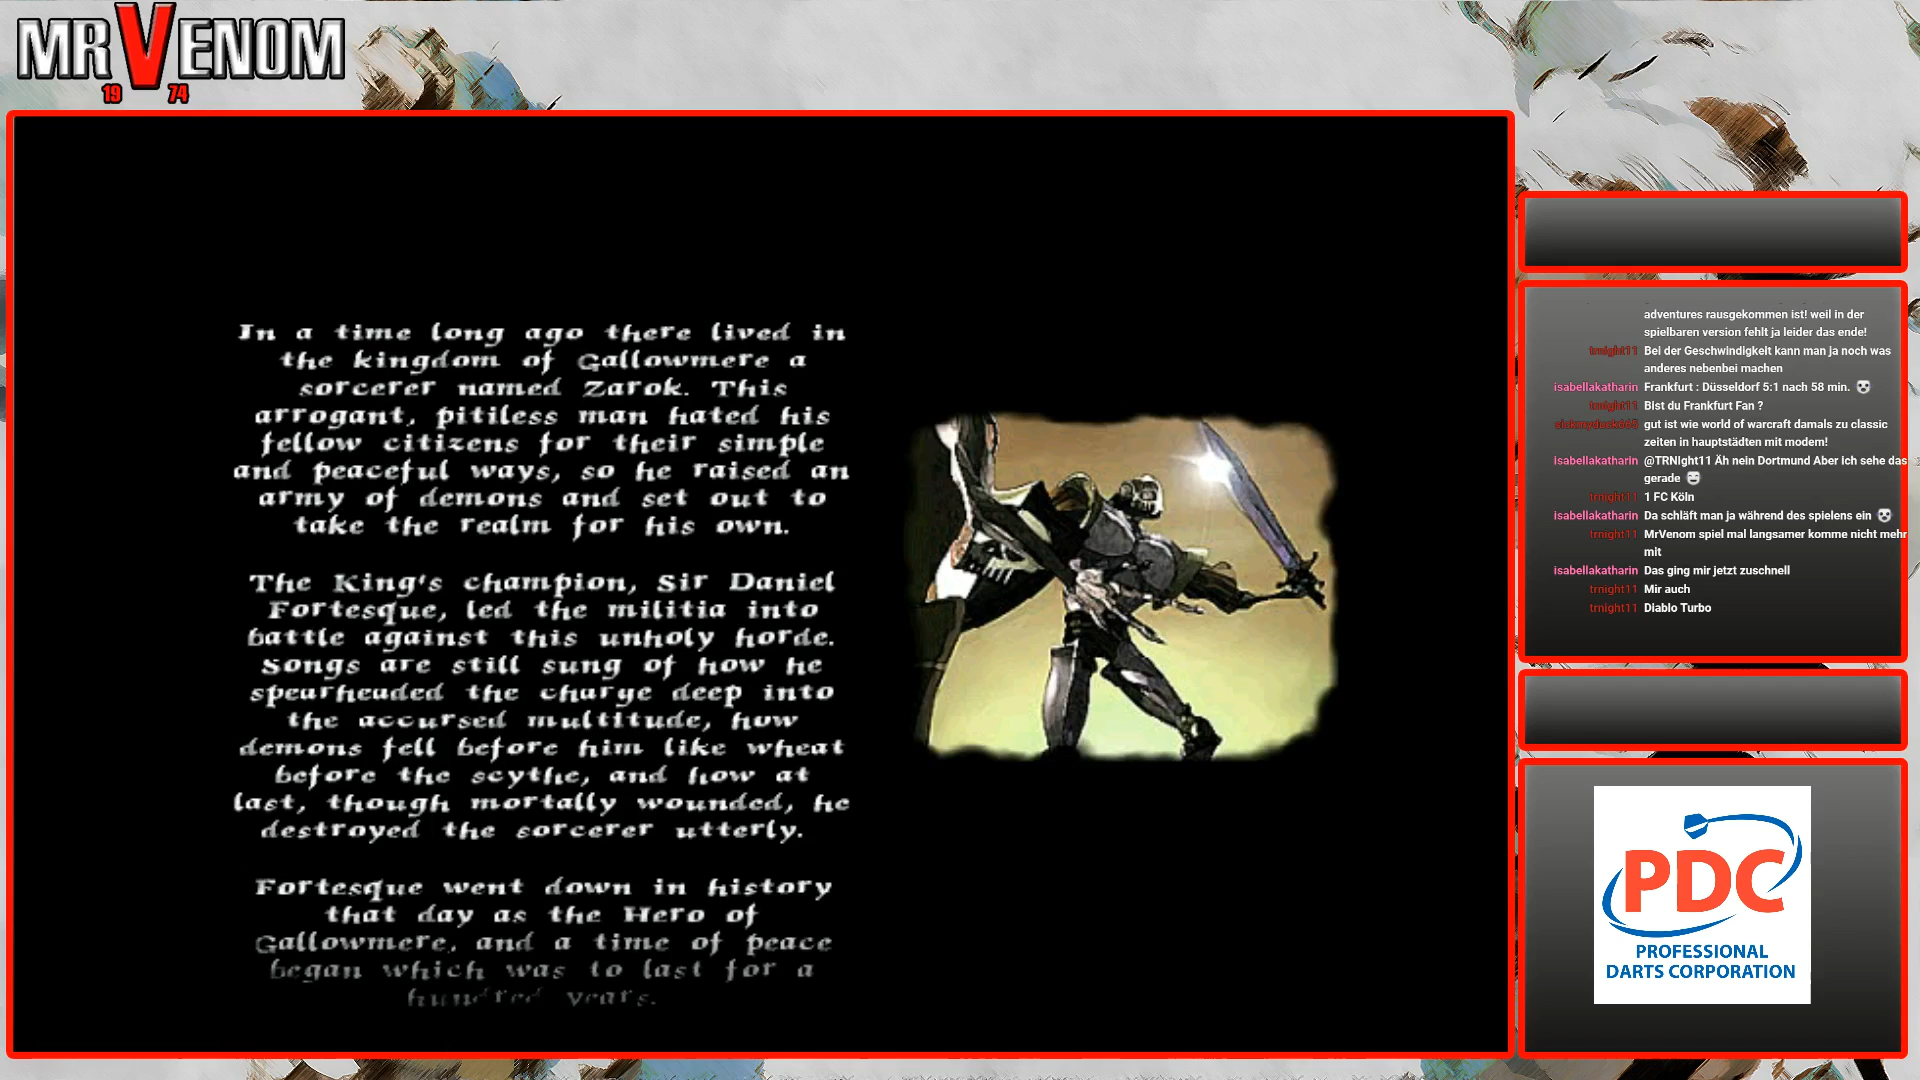 MRVENOM
19 74
In a time long ago there lived in
the kingdom of Gallowmere a
sorcerer named Zarok. This
arrogant, pitiless man hated his
fellow citizens for their simple
and peaceful ways, so he raised an
army of demons and set out to
take the realm for his own.
The King's champion, Sir Daniel
Fortesque, led the militia into
battle against this unholy horde.
Songs are still sung of how he
spearheaded the charge deep into
the accursed multitude, how
demons fell before him like wheat
before the scythe, and how at
last, though mortally wounded, he
destroyed the sorcerer utterly.
Fortesque went down in history
that day as the Hero of
Gallowmere, and a time of peace
began which was to last for a
hundred years.
adventures rausgekommen ist! weil in der
spielbaren version fehlt ja leider das ende!
trnight11 Bei der Geschwindigkeit kann man ja noch was
anderes nebenbei machen
isabellakatharin Frankfurt : Düsseldorf 5:1 nach 58 min.
trnight11 Bist du Frankfurt Fan ?
sickmyduck665 gut ist wie world of warcraft damals zu classic
zeiten in hauptstädten mit modem!
isabellakatharin @TRNIght11 Äh nein Dortmund Aber ich sehe das
gerade
trnight11 1 FC Köln
isabellakatharin Da schläft man ja während des spielens ein
trnight11 MrVenom spiel mal langsamer komme nicht mehr
mit
isabellakatharin Das ging mir jetzt zuschnell
trnight11 Mir auch
trnight11 Diablo Turbo
PDC
PROFESSIONAL
DARTS CORPORATION